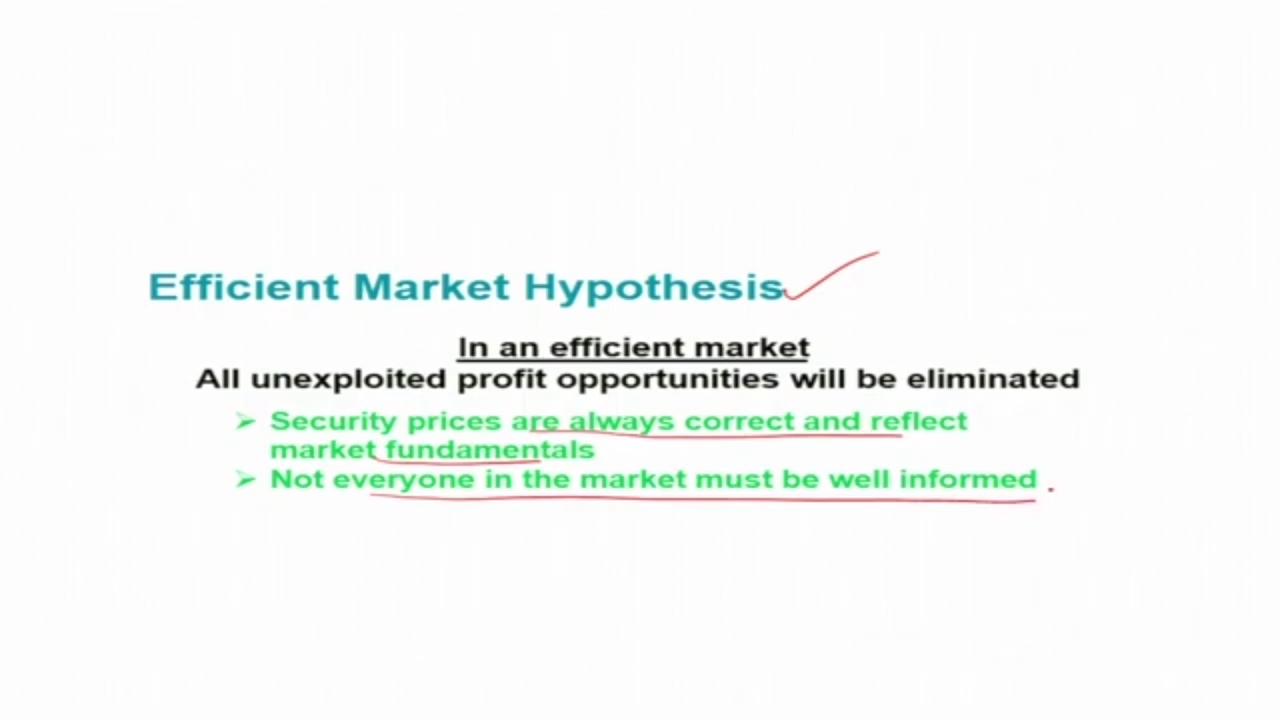 Efficient Market Hypothesis
In an efficient market
All unexploited profit opportunities will be eliminated
➢ Security prices are always correct and reflect
market fundamentals
➢ Not everyone in the market must be well informed